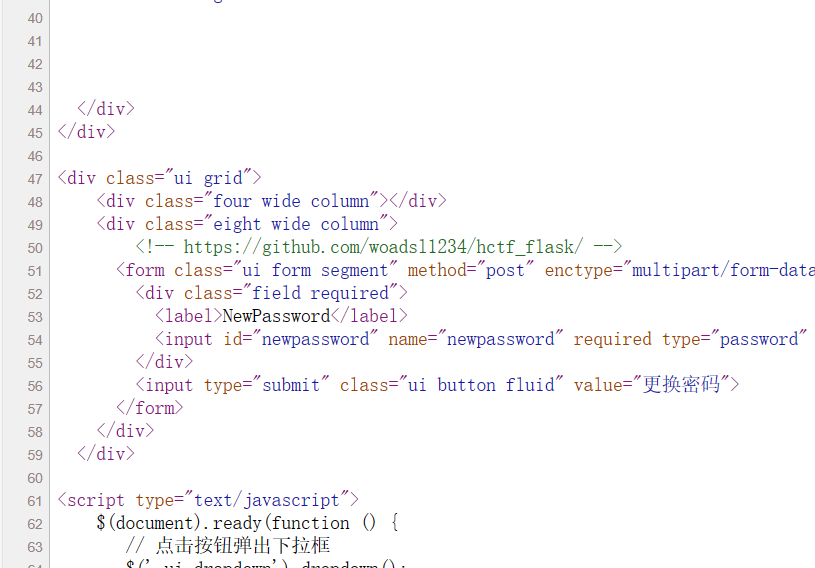 40
41
42
43
44 </div>
45 </div>
46
47 <div class="ui grid">
48 <div class="four wide column"></div>
49 <div class="eight wide column">
50 <!-- https://github.com/woadsl1234/hctf_flask/ -->
51 <form class="ui form segment" method="post" enctype="multipart/form-data
52 <div class="field required">
53 <label>NewPassword</label>
54 <input id="newpassword" name="newpassword" required type="password"
55 </div>
56 <input type="submit" class="ui button fluid" value="更换密码">
57 </form>
58 </div>
59 </div>
60
61 <script type="text/javascript">
62 $(document).ready(function () {
63 // 点击按钮弹出下拉框
64 $('.ui.dropdown').dropdown();